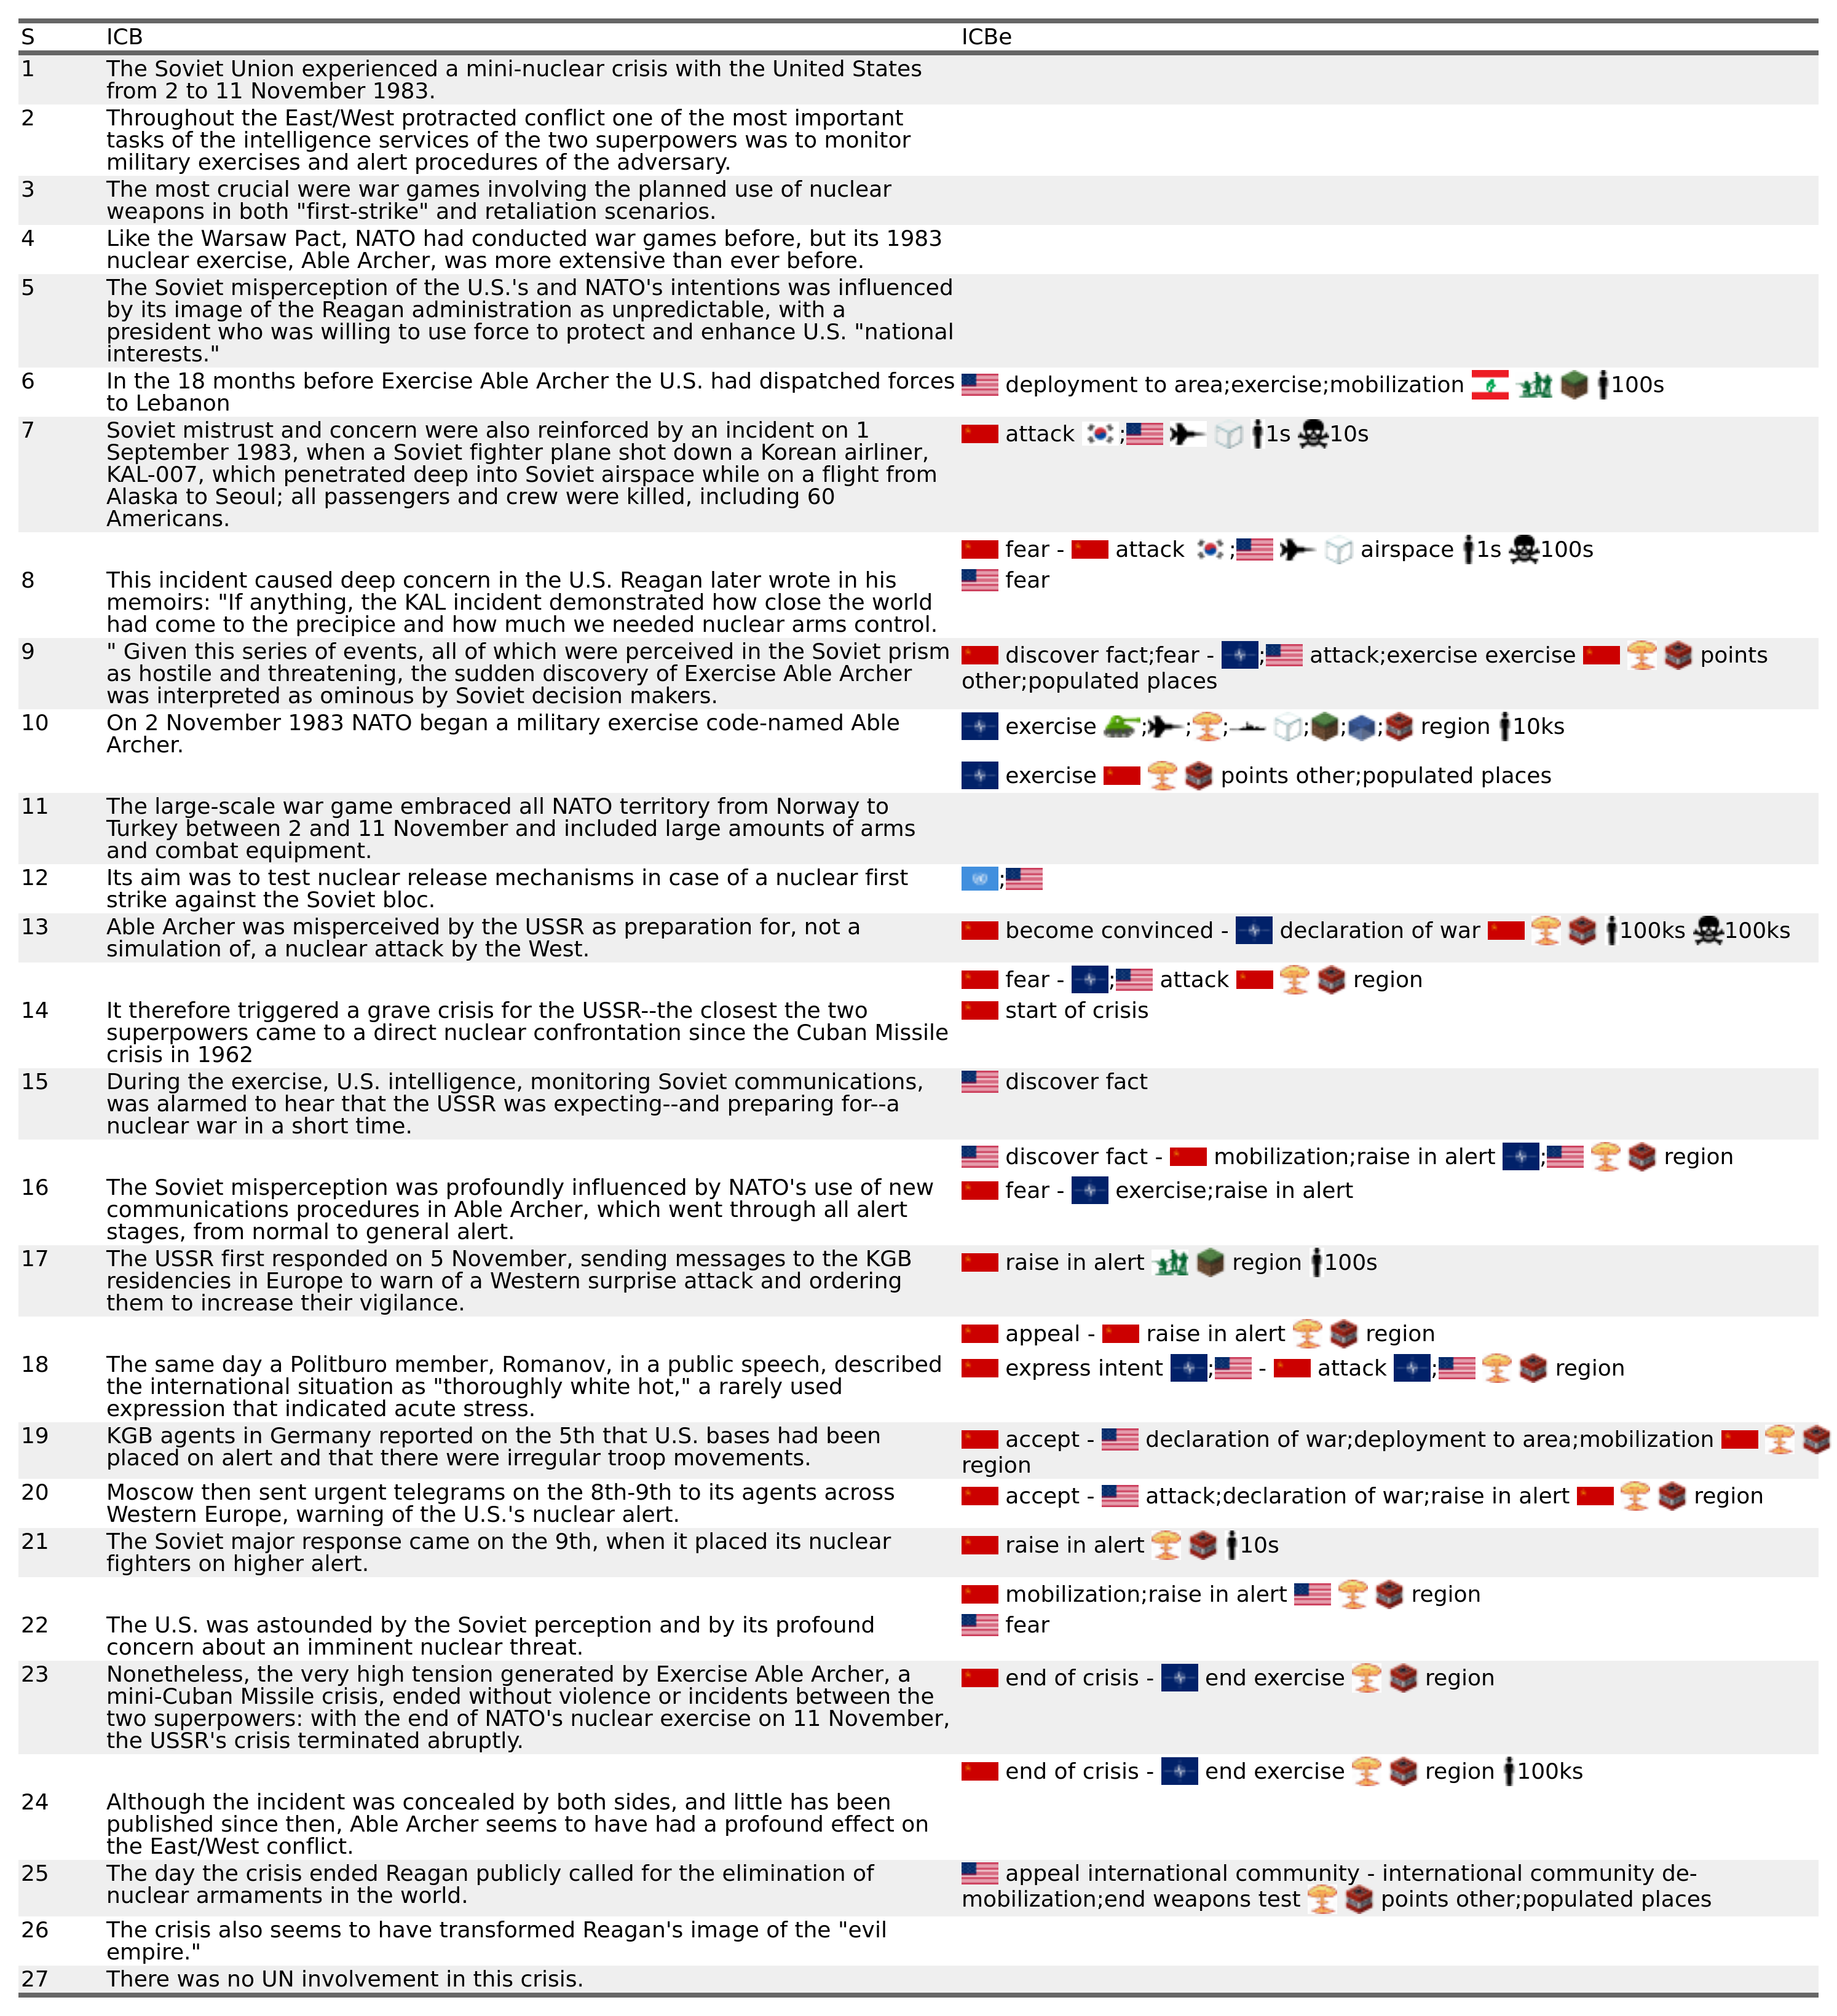 S ICB ICBe
1 The Soviet Union experienced a mini-nuclear crisis with the United States
from 2 to 11 November 1983.
2 Throughout the East/West protracted conflict one of the most important
tasks of the intelligence services of the two superpowers was to monitor
military exercises and alert procedures of the adversary.
3 The most crucial were war games involving the planned use of nuclear
weapons in both "first-strike" and retaliation scenarios.
4 Like the Warsaw Pact, NATO had conducted war games before, but its 1983
nuclear exercise, Able Archer, was more extensive than ever before.
5 The Soviet misperception of the U.S.'s and NATO's intentions was influenced
by its image of the Reagan administration as unpredictable, with a
president who was willing to use force to protect and enhance U.S. "national
interests."
6 In the 18 months before Exercise Able Archer the U.S. had dispatched forces deployment to area;exercise;mobilization 100s
to Lebanon
7 Soviet mistrust and concern were also reinforced by an incident on 1 attack ; 1s 10s
September 1983, when a Soviet fighter plane shot down a Korean airliner,
KAL-007, which penetrated deep into Soviet airspace while on a flight from
Alaska to Seoul; all passengers and crew were killed, including 60
Americans.
fear - attack ; airspace 1s 100s
8 This incident caused deep concern in the U.S. Reagan later wrote in his fear
memoirs: "If anything, the KAL incident demonstrated how close the world
had come to the precipice and how much we needed nuclear arms control.
9 " Given this series of events, all of which were perceived in the Soviet prism discover fact;fear - ; attack;exercise exercise points
as hostile and threatening, the sudden discovery of Exercise Able Archer other;populated places
was interpreted as ominous by Soviet decision makers.
10 On 2 November 1983 NATO began a military exercise code-named Able exercise ; ; ; ; ; ; region 10ks
Archer.
exercise points other;populated places
11 The large-scale war game embraced all NATO territory from Norway to
Turkey between 2 and 11 November and included large amounts of arms
and combat equipment.
12 Its aim was to test nuclear release mechanisms in case of a nuclear first ;
strike against the Soviet bloc.
13 Able Archer was misperceived by the USSR as preparation for, not a become convinced - declaration of war 100ks 100ks
simulation of, a nuclear attack by the West.
fear - ; attack region
14 It therefore triggered a grave crisis for the USSR--the closest the two start of crisis
superpowers came to a direct nuclear confrontation since the Cuban Missile
crisis in 1962
15 During the exercise, U.S. intelligence, monitoring Soviet communications, discover fact
was alarmed to hear that the USSR was expecting--and preparing for--a
nuclear war in a short time.
discover fact - mobilization;raise in alert ; region
16 The Soviet misperception was profoundly influenced by NATO's use of new fear - exercise;raise in alert
communications procedures in Able Archer, which went through all alert
stages, from normal to general alert.
17 The USSR first responded on 5 November, sending messages to the KGB raise in alert region 100s
residencies in Europe to warn of a Western surprise attack and ordering
them to increase their vigilance.
appeal - raise in alert region
18 The same day a Politburo member, Romanov, in a public speech, described express intent ; - attack ; region
the international situation as "thoroughly white hot," a rarely used
expression that indicated acute stress.
19 KGB agents in Germany reported on the 5th that U.S. bases had been accept - declaration of war;deployment to area;mobilization
placed on alert and that there were irregular troop movements. region
20 Moscow then sent urgent telegrams on the 8th-9th to its agents across accept - attack;declaration of war;raise in alert region
Western Europe, warning of the U.S.'s nuclear alert.
21 The Soviet major response came on the 9th, when it placed its nuclear raise in alert 10s
fighters on higher alert.
mobilization;raise in alert region
22 The U.S. was astounded by the Soviet perception and by its profound fear
concern about an imminent nuclear threat.
23 Nonetheless, the very high tension generated by Exercise Able Archer, a end of crisis - end exercise region
mini-Cuban Missile crisis, ended without violence or incidents between the
two superpowers: with the end of NATO's nuclear exercise on 11 November,
the USSR's crisis terminated abruptly.
end of crisis - end exercise region 100ks
24 Although the incident was concealed by both sides, and little has been
published since then, Able Archer seems to have had a profound effect on
the East/West conflict.
25 The day the crisis ended Reagan publicly called for the elimination of appeal international community - international community de-
nuclear armaments in the world. mobilization;end weapons test points other;populated places
26 The crisis also seems to have transformed Reagan's image of the "evil
empire."
27 There was no UN involvement in this crisis.